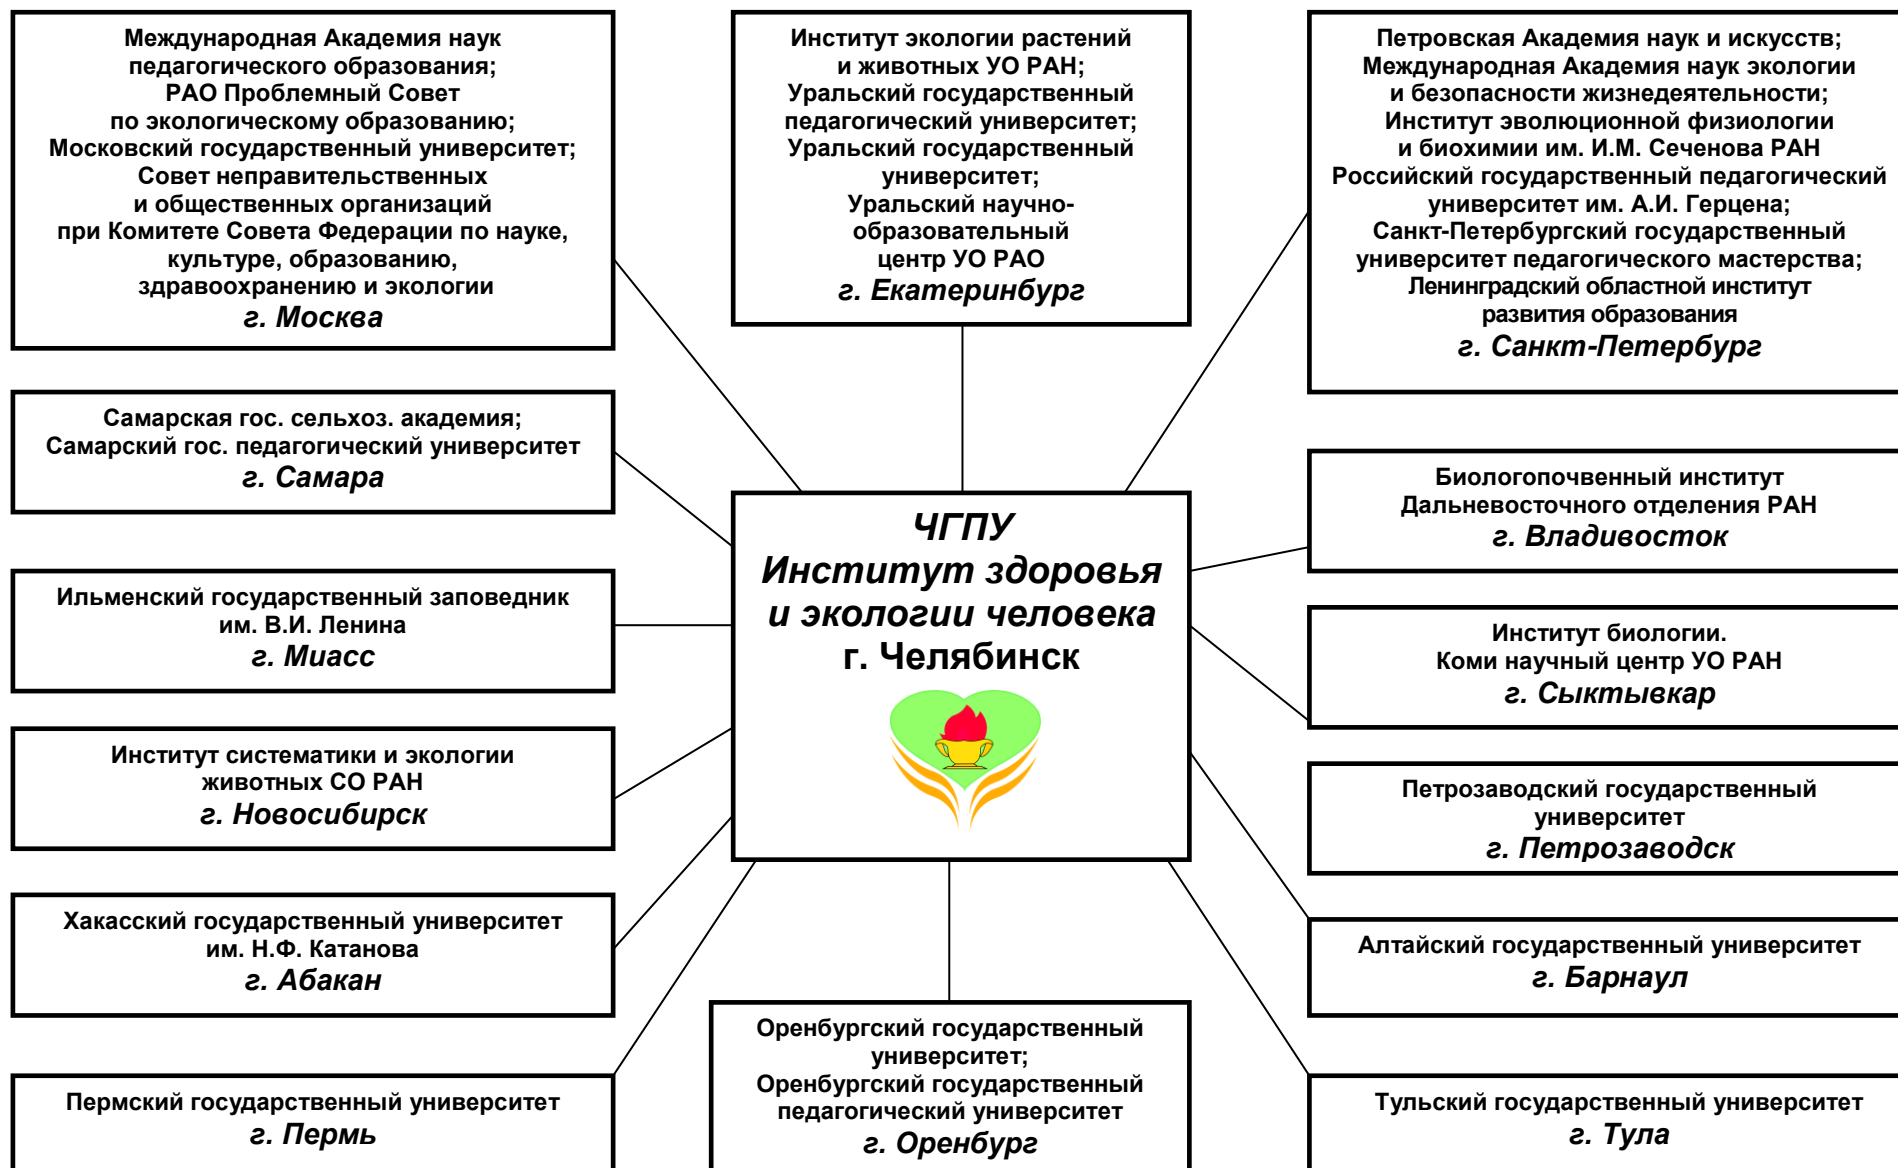 Международная Академия наук
педагогического образования;
РАО Проблемный Совет
по экологическому образованию;
Московский государственный университет;
Совет неправительственных
и общественных организаций
при Комитете Совета Федерации по науке,
культуре, образованию,
здравоохранению и экологии
г. Москва
Институт экологии растений
и животных УО РАН;
Уральский государственный
педагогический университет;
Уральский государственный
университет;
Уральский научно-
образовательный
центр УО РАО
г. Екатеринбург
Петровская Академия наук и искусств;
Международная Академия наук экологии
и безопасности жизнедеятельности;
Институт эволюционной физиологии
и биохимии им. И.М. Сеченова РАН
Российский государственный педагогический
университет им. А.И. Герцена;
Санкт-Петербургский государственный
университет педагогического мастерства;
Ленинградский областной институт
развития образования
г. Санкт-Петербург
Самарская гос. сельхоз. академия;
Самарский гос. педагогический университет
г. Самара
Ильменский государственный заповедник
им. В.И. Ленина
г. Миасс
Институт систематики и экологии
животных СО РАН
г. Новосибирск
Хакасский государственный университет
им. Н.Ф. Катанова
г. Абакан
Пермский государственный университет
г. Пермь
ЧГПУ
Институт здоровья
и экологии человека
г. Челябинск
Оренбургский государственный
университет;
Оренбургский государственный
педагогический университет
г. Оренбург
Биологопочвенный институт
Дальневосточного отделения РАН
г. Владивосток
Институт биологии.
Коми научный центр УО РАН
г. Сыктывкар
Петрозаводский государственный
университет
г. Петрозаводск
Алтайский государственный университет
г. Барнаул
Тульский государственный университет
г. Тула